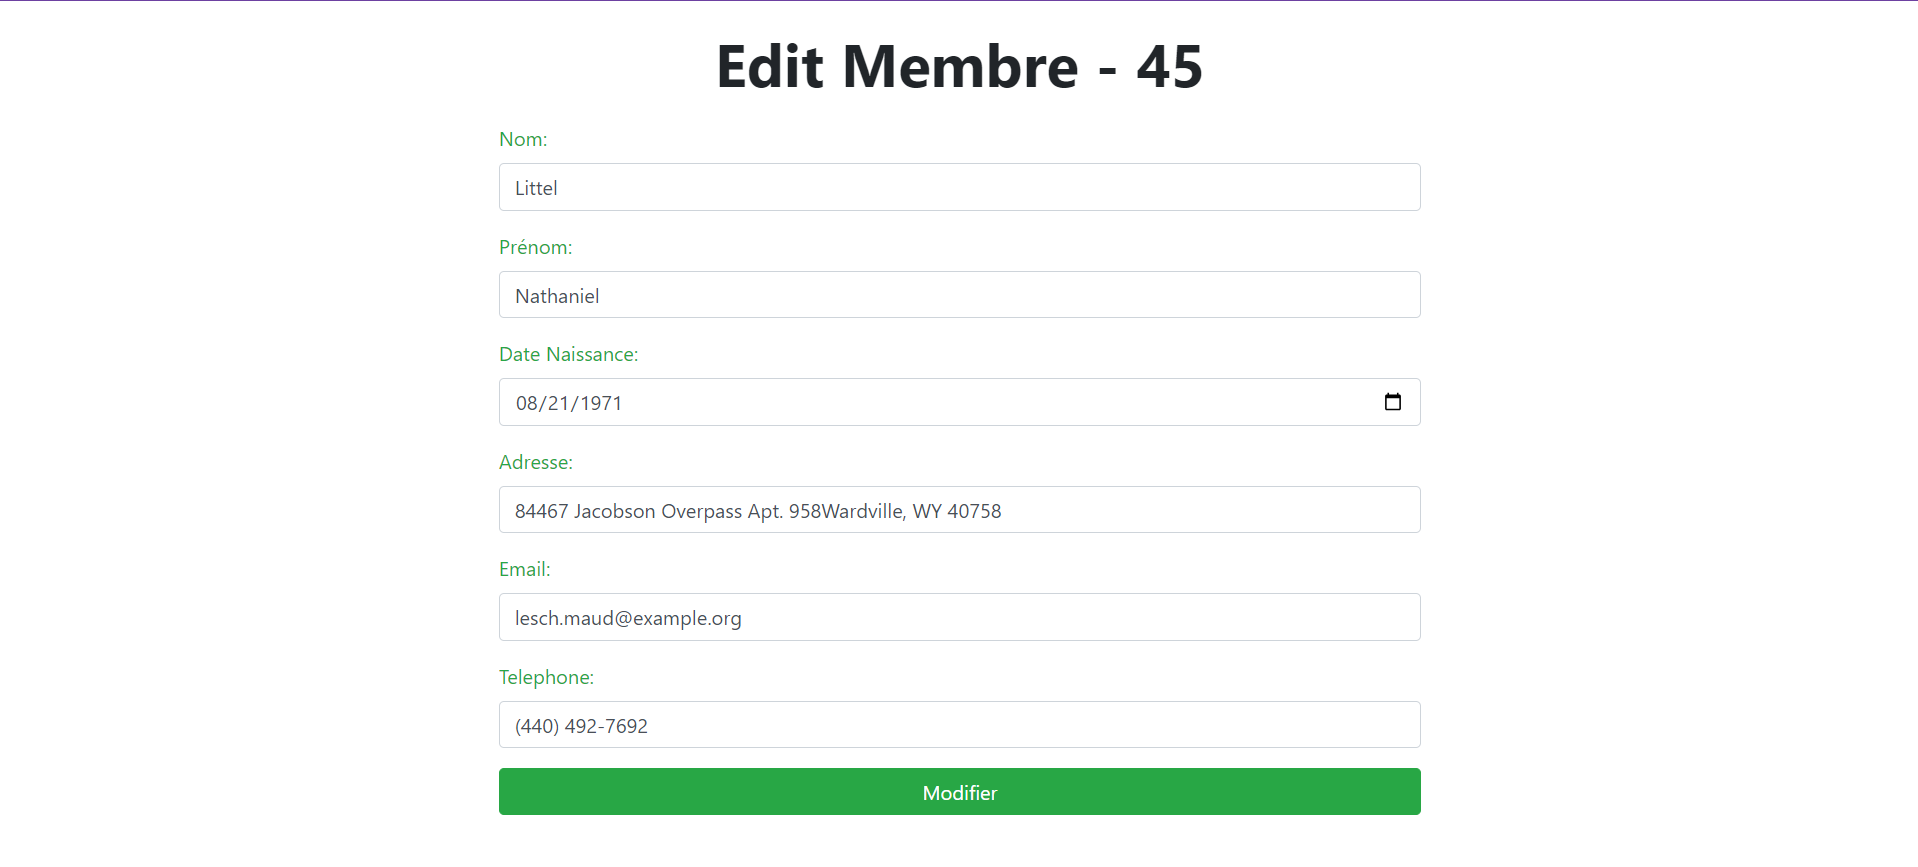 Edit Membre - 45
Nom:
Littel
Prénom:
Nathaniel
Date Naissance:
08/21/1971
Adresse:
84467 Jacobson Overpass Apt. 958Wardville, WY 40758
Email:
lesch.maud@example.org
Telephone:
(440) 492-7692
Modifier